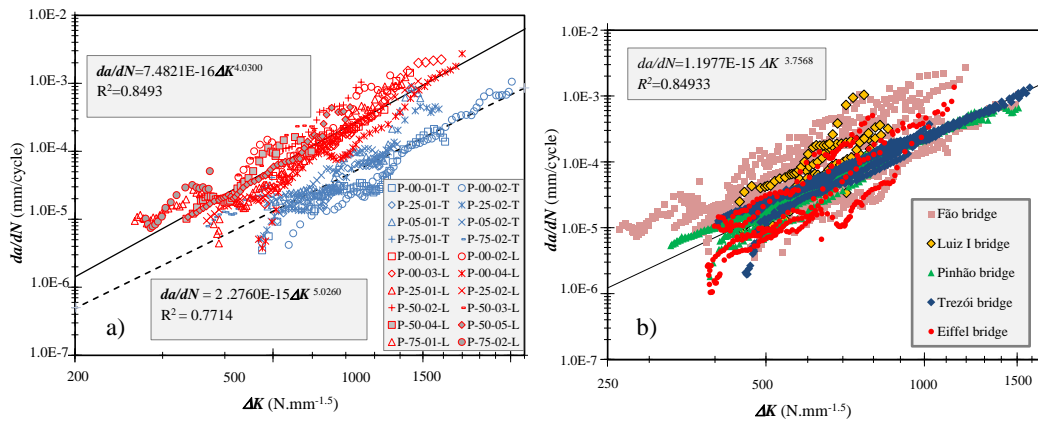 1.0E-2
1.0E-3
1.0E-4
1.0E-5
1.0E-6
1.0E-7
da/dN (mm/cycle)
da/dN=7.4821E-16ΔK^4.0300
R²=0.8493
da/dN = 2 .2760E-15ΔK^5.0260
R² = 0.7714
P-00-01-T P-00-02-T
P-25-01-T P-25-02-T
P-05-01-T P-05-02-T
P-75-01-T P-75-02-T
P-00-01-L P-00-02-L
P-00-03-L P-00-04-L
P-25-01-L P-25-02-L
P-50-02-L P-50-03-L
P-50-04-L P-50-05-L
P-75-01-L P-75-02-L
a)
200 500 1000 1500
ΔK (N.mm^-1.5)
1.0E-2
1.0E-3
1.0E-4
1.0E-5
1.0E-6
1.0E-7
da/dN (mm/cycle)
da/dN=1.1977E-15 ΔK^3.7568
R²=0.84933
Fão bridge
Luiz I bridge
Pinhão bridge
Trezói bridge
Eiffel bridge
b)
250 500 1000 1500
ΔK (N.mm^-1.5)